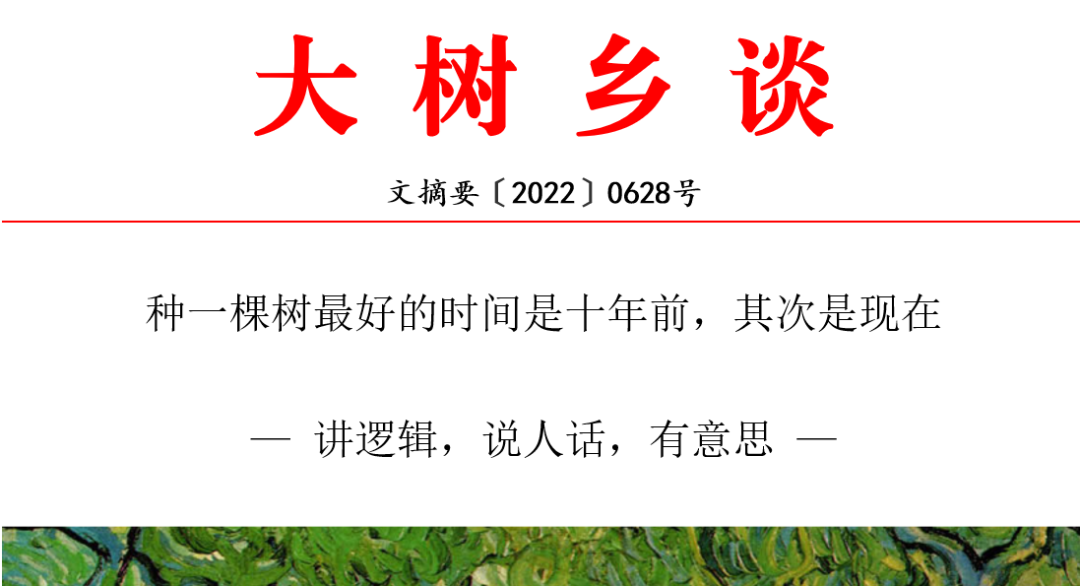 大树乡谈
文摘要〔2022〕0628号
种一棵树最好的时间是十年前，其次是现在
— 讲逻辑，说人话，有意思 —